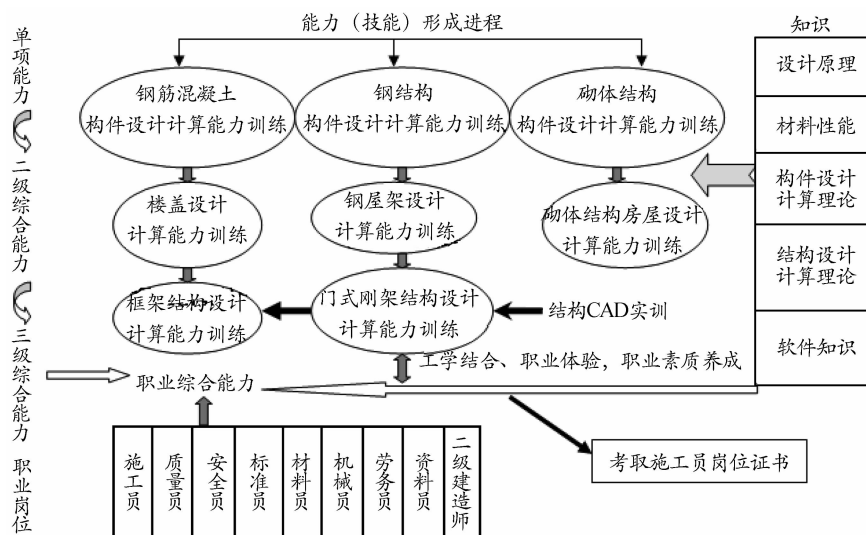 能力（技能）形成进程
知识
单项能力
二级综合能力
三级综合能力
职业岗位
钢筋混凝土
构件设计计算能力训练
钢结构
构件设计计算能力训练
砌体结构
构件设计计算能力训练
设计原理
材料性能
构件设计
计算理论
结构设计
计算理论
软件知识
楼盖设计
计算能力训练
钢屋架设计
计算能力训练
砌体结构房屋设计
计算能力训练
框架结构设计
计算能力训练
门式刚架结构设计
计算能力训练
结构CAD实训
工学结合、职业体验，职业素质养成
职业综合能力
施工员
质量员
安全员
标准员
材料员
机械员
劳务员
资料员
二级建造师
考取施工员岗位证书